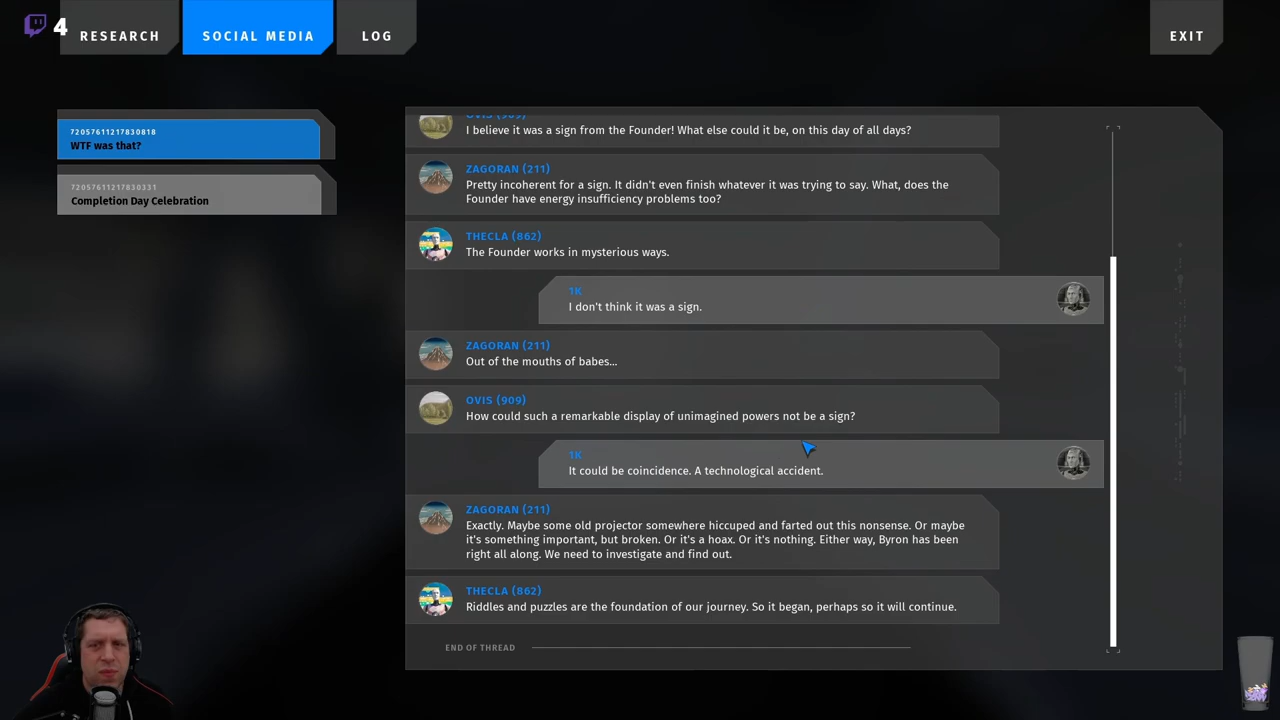 4
RESEARCH
SOCIAL MEDIA
LOG
EXIT
72057611217830818
WTF was that?
72057611217830331
Completion Day Celebration
OVIS (909)
I believe it was a sign from the Founder! What else could it be, on this day of all days?
ZAGORAN (211)
Pretty incoherent for a sign. It didn't even finish whatever it was trying to say. What, does the
Founder have energy insufficiency problems too?
THECLA (862)
The Founder works in mysterious ways.
1K
I don't think it was a sign.
ZAGORAN (211)
Out of the mouths of babes...
OVIS (909)
How could such a remarkable display of unimagined powers not be a sign?
1K
It could be coincidence. A technological accident.
ZAGORAN (211)
Exactly. Maybe some old projector somewhere hiccuped and farted out this nonsense. Or maybe
it's something important, but broken. Or it's a hoax. Or it's nothing. Either way, Byron has been
right all along. We need to investigate and find out.
THECLA (862)
Riddles and puzzles are the foundation of our journey. So it began, perhaps so it will continue.
END OF THREAD